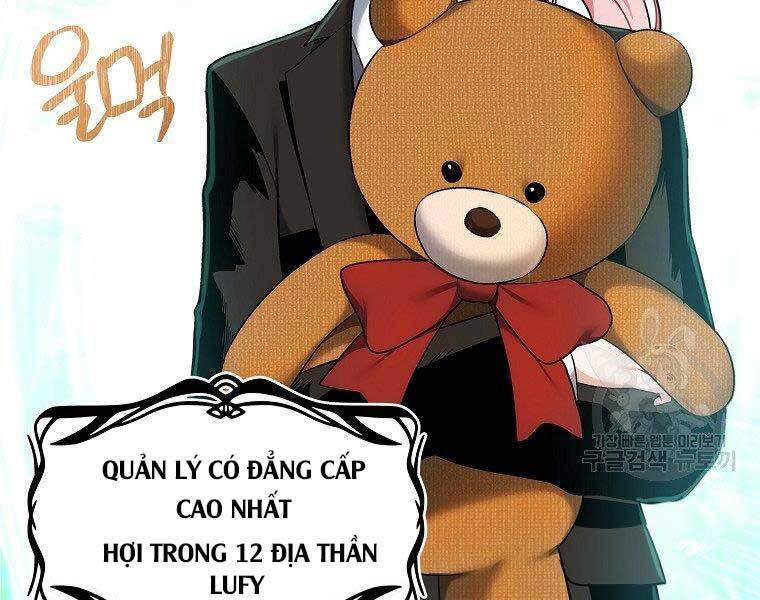 울먹
가장 빠른 웹툰 미리보기
구글검색 뉴토끼
QUẢN LÝ CÓ ĐẲNG CẤP
CAO NHẤT
HỢI TRONG 12 ĐỊA THẦN
LUFY